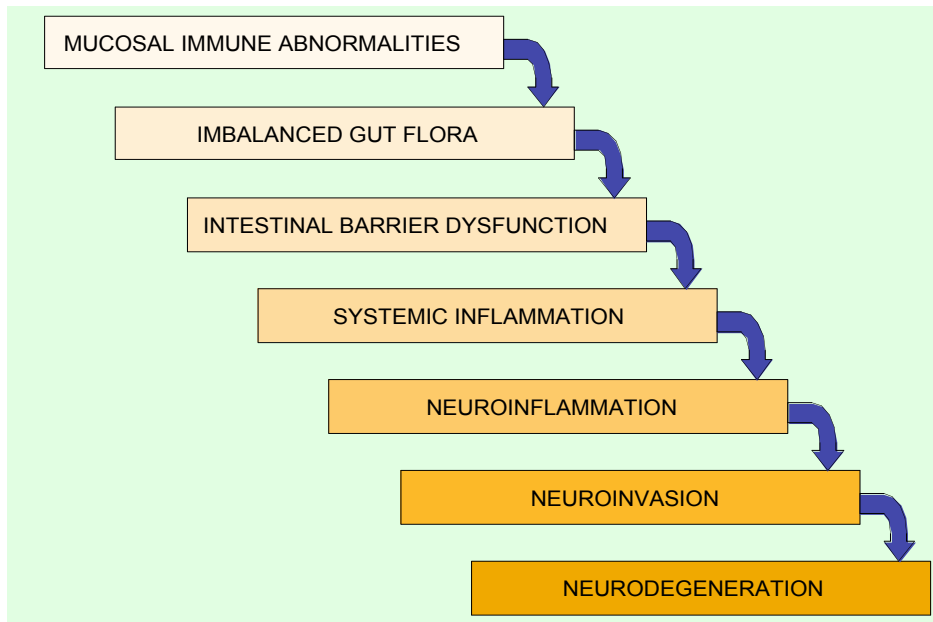 MUCOSAL IMMUNE ABNORMALITIES
IMBALANCED GUT FLORA
INTESTINAL BARRIER DYSFUNCTION
SYSTEMIC INFLAMMATION
NEUROINFLAMMATION
NEUROINVASION
NEURODEGENERATION